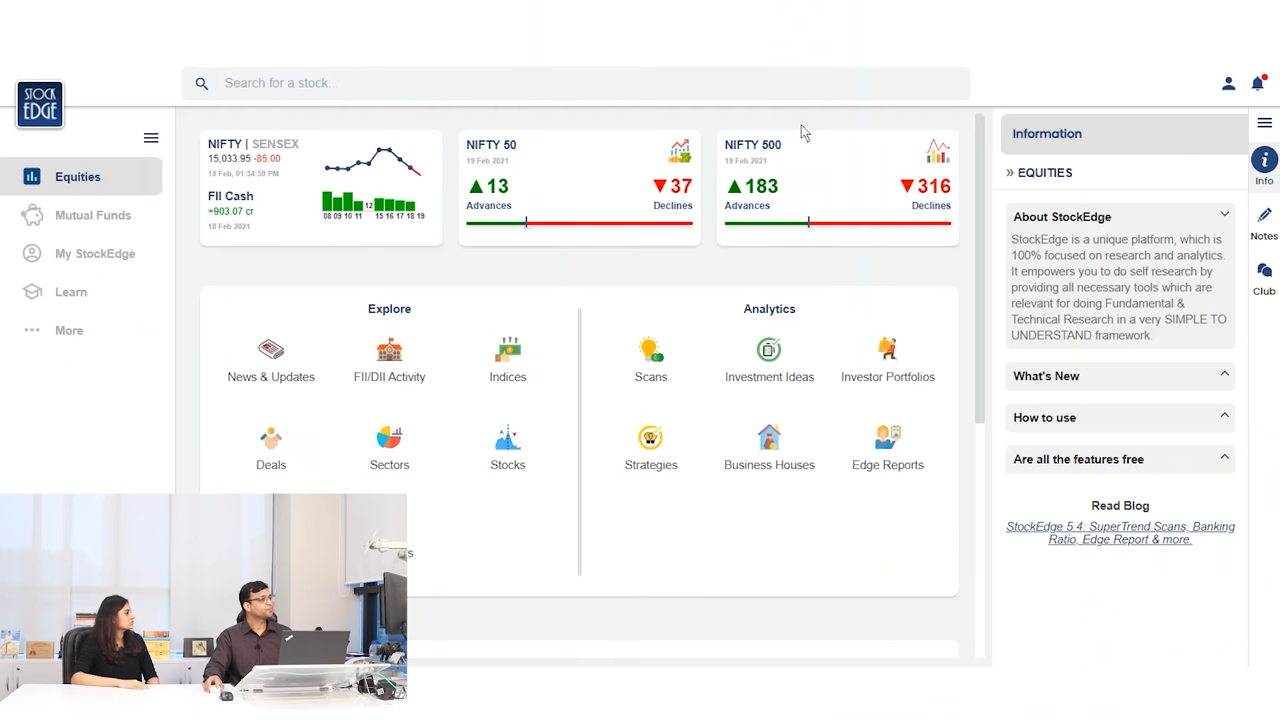 STOCK
EDGE
Search for a stock...
Equities
Mutual Funds
My StockEdge
Learn
More
NIFTY | SENSEX
15,033.95 -85.00
19 Feb, 01:34:59 PM
FII Cash
+903.07 cr
18 Feb 2021
12
08 09 10 11 15 16 17 18 19
NIFTY 50
19 Feb 2021
▲13 ▼37
Advances Declines
NIFTY 500
19 Feb 2021
▲183 ▼316
Advances Declines
Explore
News & Updates FII/DII Activity Indices
Deals Sectors Stocks
s
Analytics
Scans Investment Ideas Investor Portfolios
Strategies Business Houses Edge Reports
Information
» EQUITIES
About StockEdge
StockEdge is a unique platform, which is
100% focused on research and analytics.
It empowers you to do self research by
providing all necessary tools which are
relevant for doing Fundamental &
Technical Research in a very SIMPLE TO
UNDERSTAND framework.
What's New
How to use
Are all the features free
Read Blog
StockEdge 5.4: SuperTrend Scans, Banking
Ratio, Edge Report & more.
Info
Notes
Club